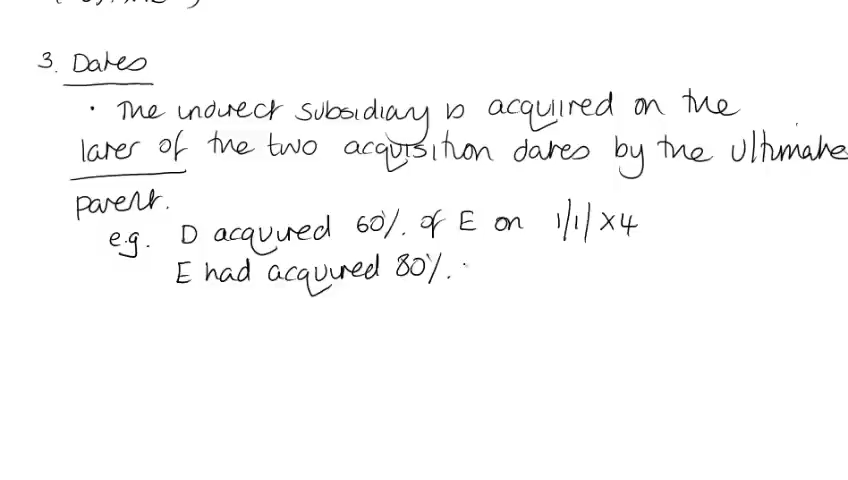 3. Dates
• The indirect subsidiary is acquired on the
later of the two acquisition dates by the ultimate
parent.
e.g. D acquired 60% of E on 1/1/X4
E had acquired 80%.